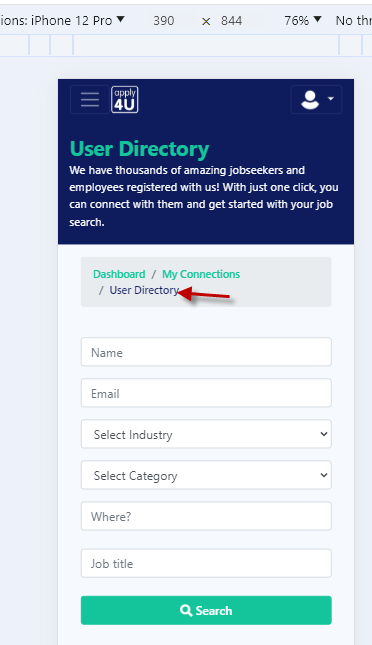 ions: iPhone 12 Pro ▼ 390 × 844 76% ▼ No thr
apply
4U
User Directory
We have thousands of amazing jobseekers and
employees registered with us! With just one click, you
can connect with them and get started with your job
search.
Dashboard / My Connections
/ User Directory
Name
Email
Select Industry
Select Category
Where?
Job title
Search